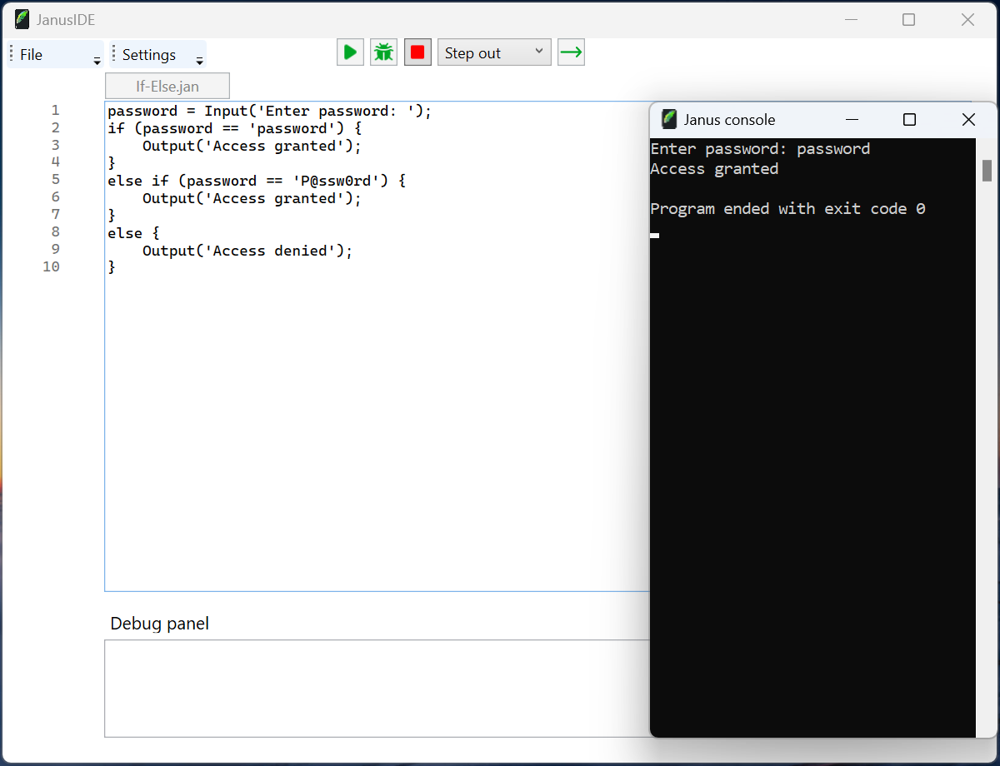 JanusIDE
File
Settings
Step out
If-Else.jan
1 password = Input('Enter password: ');
2 if (password == 'password') {
3     Output('Access granted');
4 }
5 else if (password == 'P@ssw0rd') {
6     Output('Access granted');
7 }
8 else {
9     Output('Access denied');
10 }
Debug panel
Janus console
Enter password: password
Access granted
Program ended with exit code 0